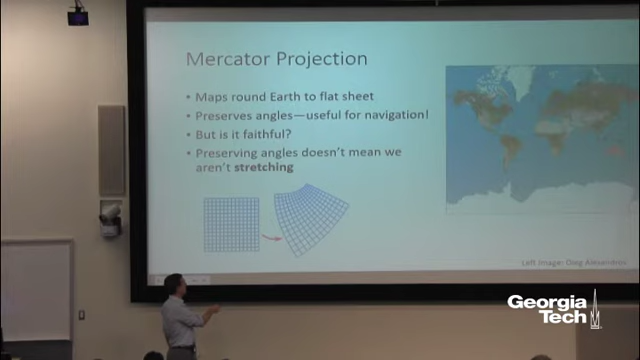 Mercator Projection
• Maps round Earth to flat sheet
• Preserves angles—useful for navigation!
• But is it faithful?
• Preserving angles doesn't mean we
aren't stretching
Left image: Oleg Alexandrov
Georgia
Tech